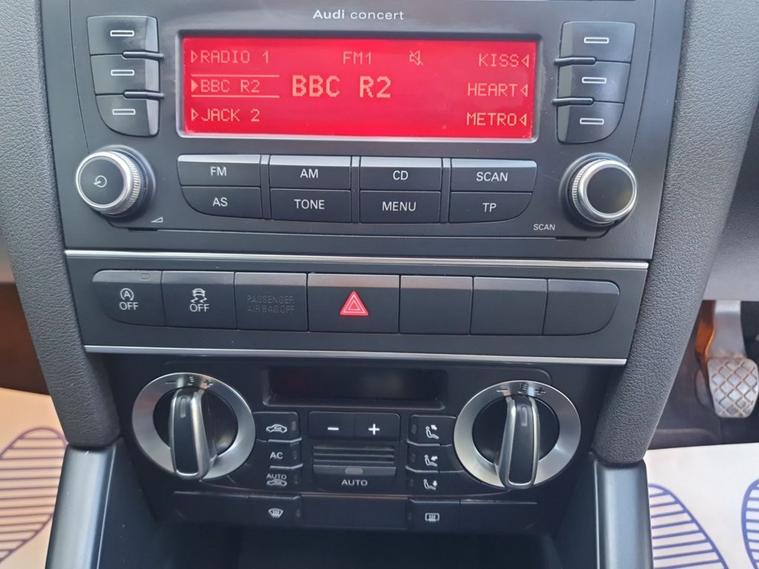 Audi concert
RADIO 1 FM1 KISS
BBC R2 BBC R2 HEART
JACK 2 METRO
FM AM CD SCAN
AS TONE MENU TP
SCAN
A OFF OFF PASSENGER
AIR BAG OFF
AC
AUTO
AUTO